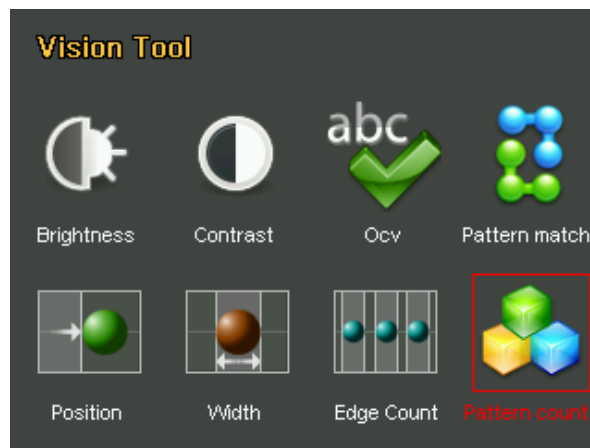 Vision Tool
abc
Brightness Contrast Ocv Pattern match
Position Width Edge Count Pattern count